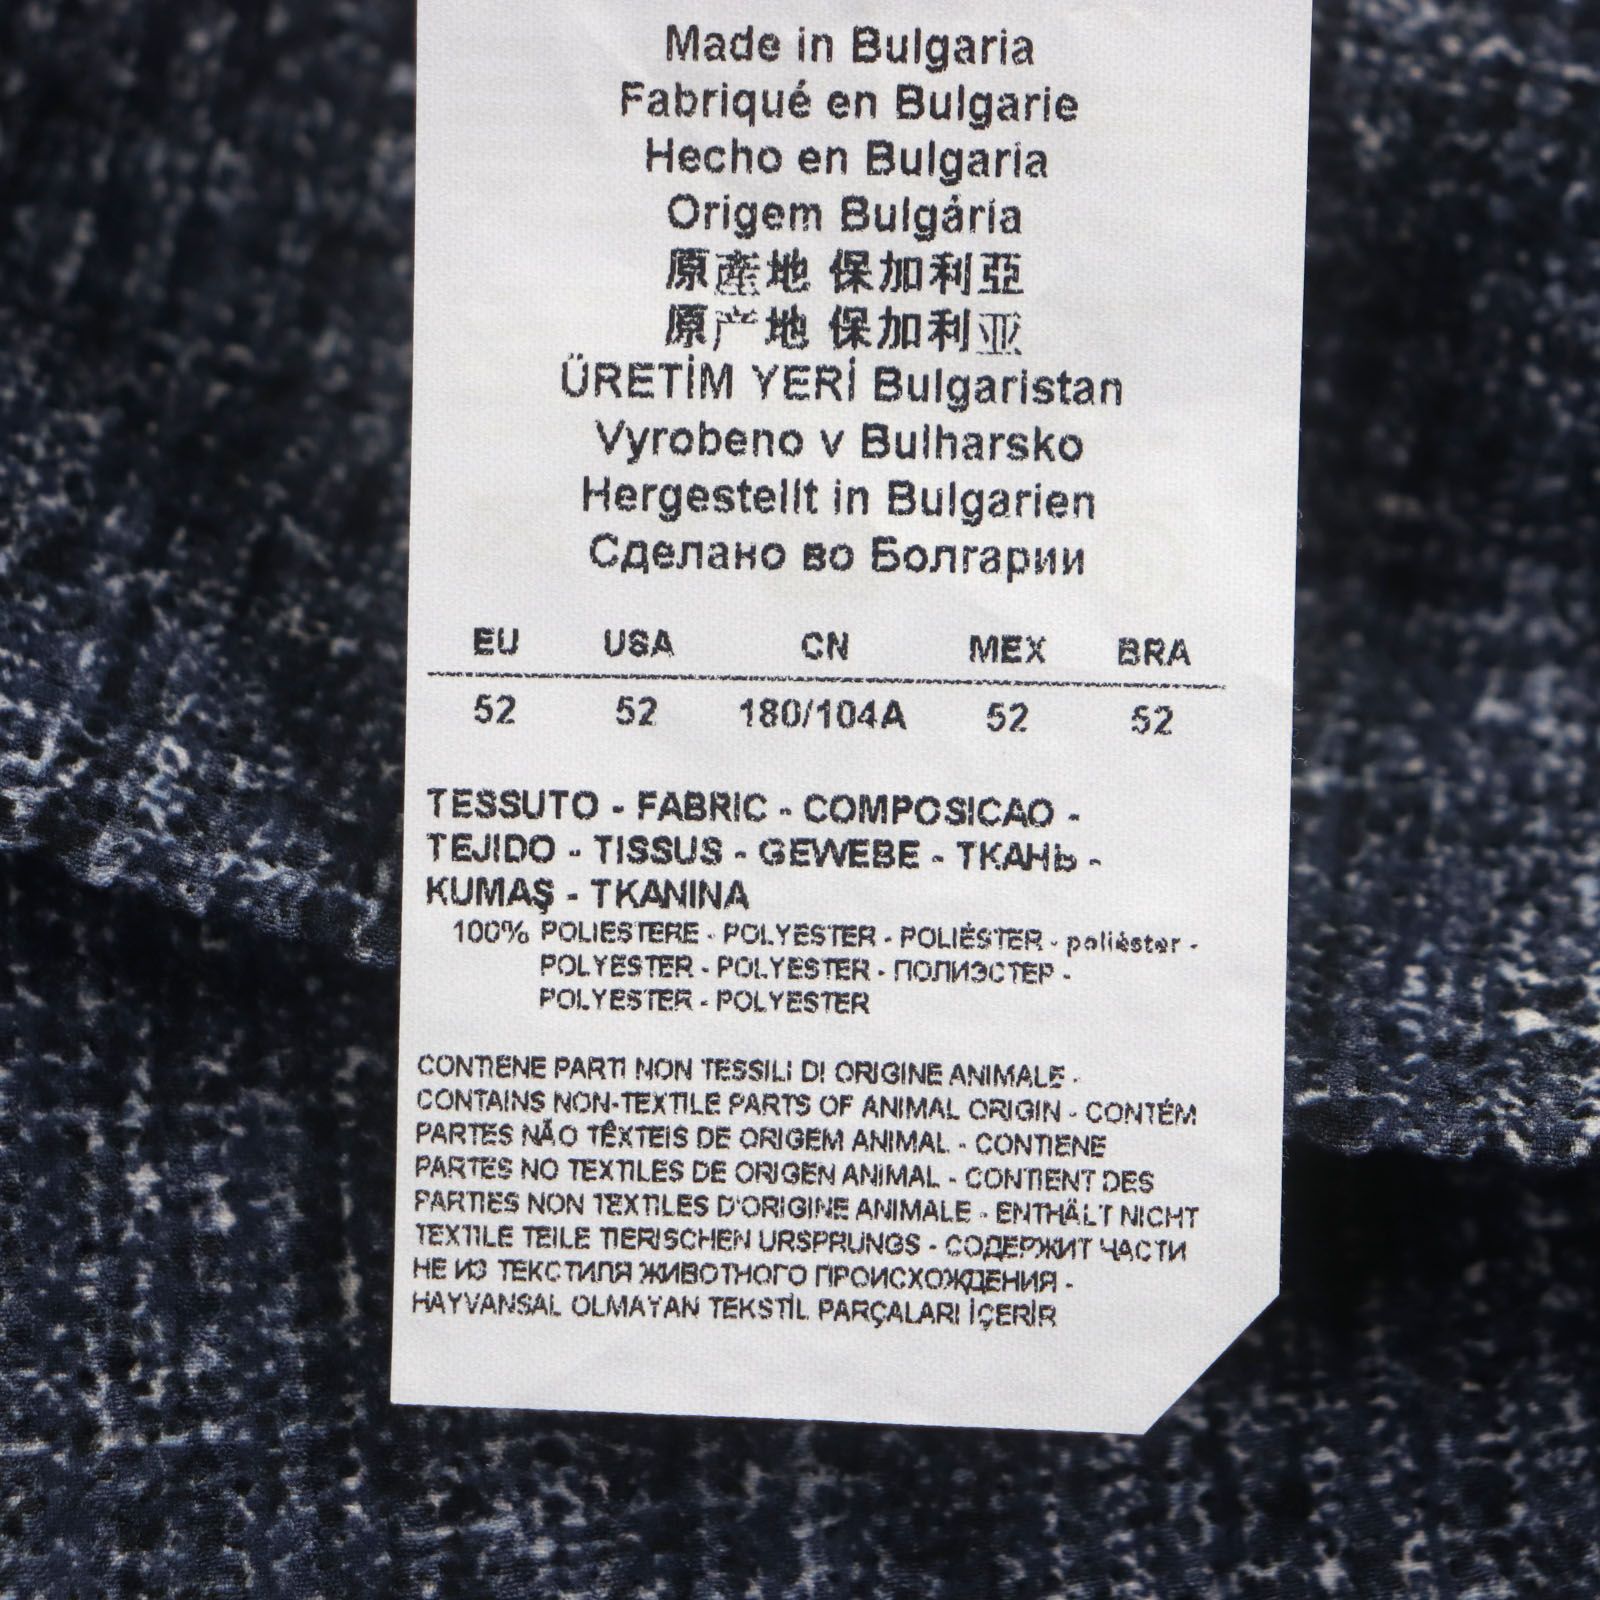 Made in Bulgaria
Fabriqué en Bulgarie
Hecho en Bulgaria
Origem Bulgária
原產地 保加利亞
原产地 保加利亚
ÜRETİM YERİ Bulgaristan
Vyrobeno v Bulharsko
Hergestellt in Bulgarien
Сделано во Болгарии
EU USA CN MEX BRA
52 52 180/104A 52 52
TESSUTO - FABRIC - COMPOSICAO -
TEJIDO - TISSUS - GEWEBE - ТКАНЬ -
KUMAŞ - TKANINA
100% POLIESTERE - POLYESTER - POLIÉSTER - poliéster -
POLYESTER - POLYESTER - ПОЛИЭСТЕР -
POLYESTER - POLYESTER
CONTIENE PARTI NON TESSILI DI ORIGINE ANIMALE -
CONTAINS NON-TEXTILE PARTS OF ANIMAL ORIGIN - CONTÉM
PARTES NÃO TÊXTEIS DE ORIGEM ANIMAL - CONTIENE
PARTES NO TEXTILES DE ORIGEN ANIMAL - CONTIENT DES
PARTIES NON TEXTILES D'ORIGINE ANIMALE - ENTHÄLT NICHT
TEXTILE TEILE TIERISCHEN URSPRUNGS - СОДЕРЖИТ ЧАСТИ
НЕ ИЗ ТЕКСТИЛЯ ЖИВОТНОГО ПРОИСХОЖДЕНИЯ -
HAYVANSAL OLMAYAN TEKSTİL PARÇALARI İÇERİR